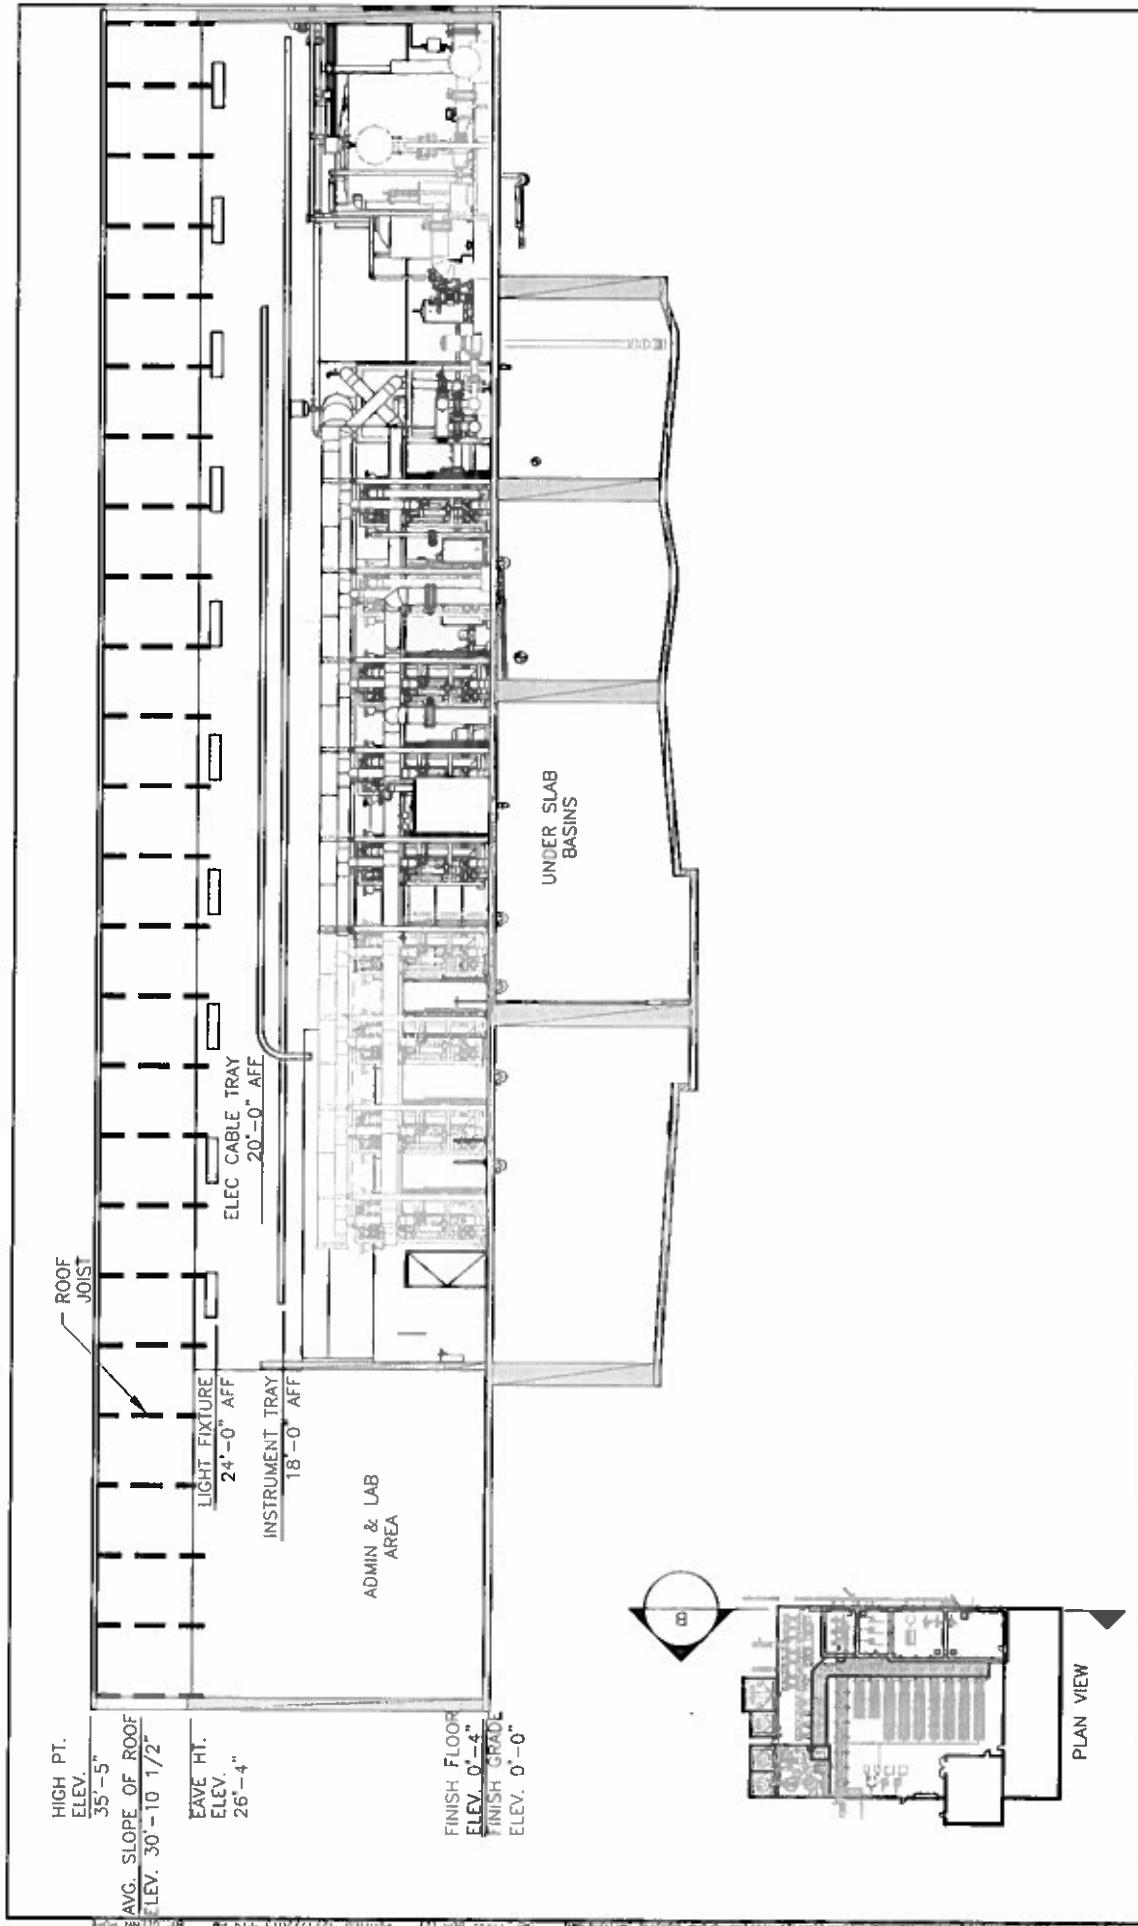 HIGH PT.
ELEV.
35'-5"
AVG. SLOPE OF ROOF
ELEV. 30'-10 1/2"
EAVE HT.
ELEV.
26'-4"
FINISH FLOOR
ELEV. 0'-4"
FINISH GRADE
ELEV. 0'-0"
ROOF
JOIST
LIGHT FIXTURE
24'-0" AFF
INSTRUMENT TRAY
18'-0" AFF
ELEC CABLE TRAY
20'-0" AFF
ADMIN & LAB
AREA
UNDER SLAB
BASINS
B
PLAN VIEW